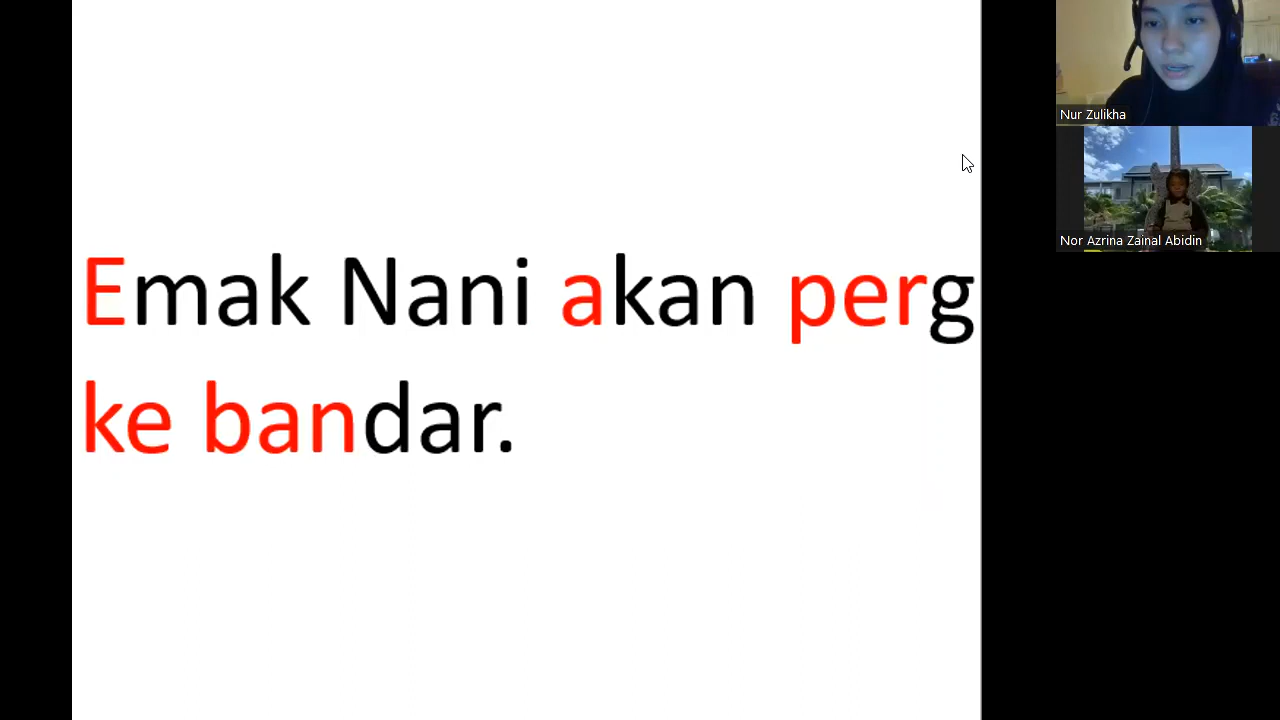 Emak Nani akan perg
ke bandar.
Nur Zulikha
Nor Azrina Zainal Abidin